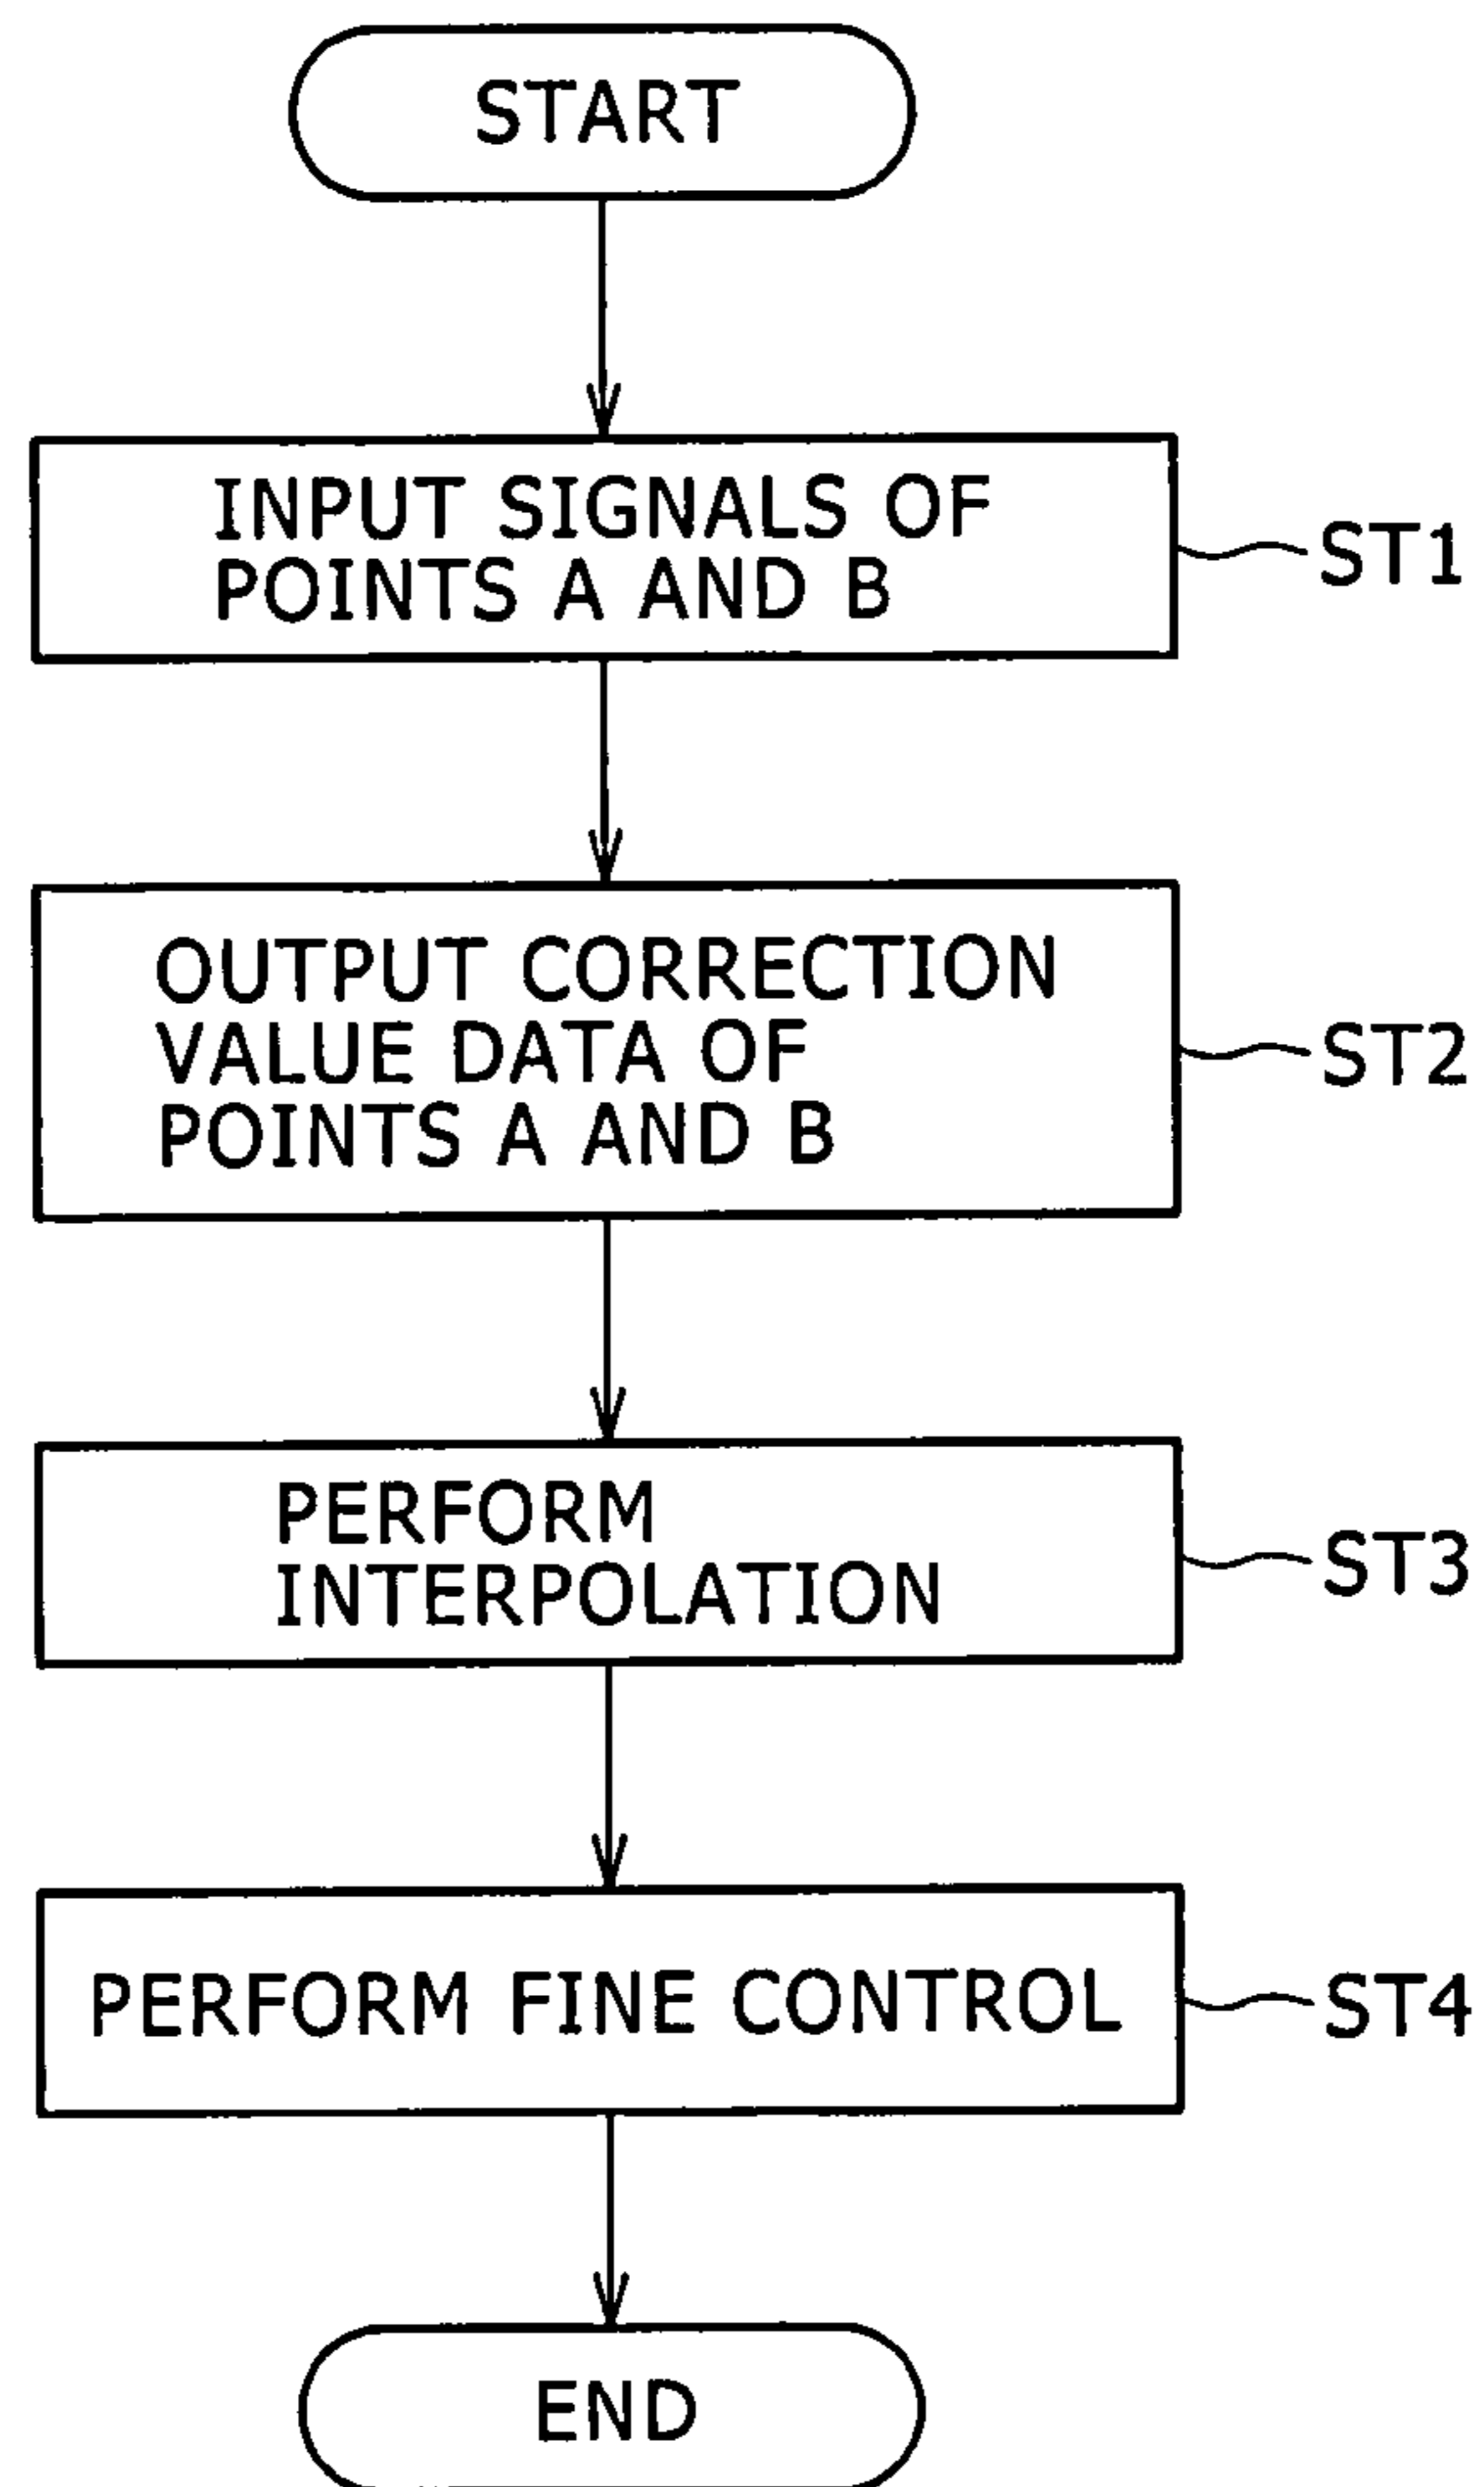 START
INPUT SIGNALS OF
POINTS A AND B
ST1
OUTPUT CORRECTION
VALUE DATA OF
POINTS A AND B
ST2
PERFORM
INTERPOLATION
ST3
PERFORM FINE CONTROL
ST4
END